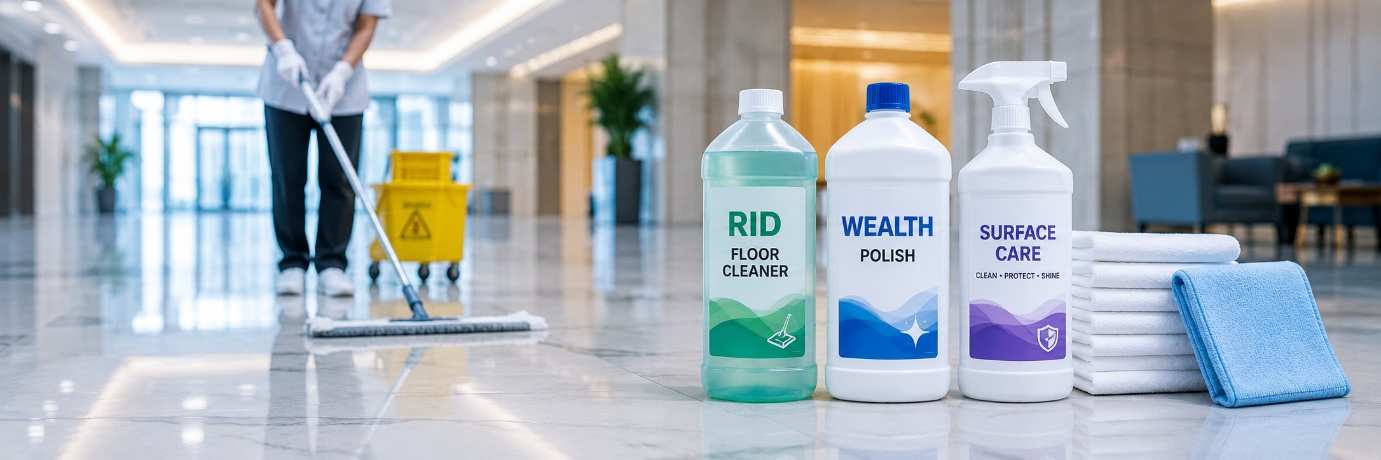 RID
FLOOR
CLEANER
WEALTH
POLISH
SURFACE
CARE
CLEAN • PROTECT • SHINE